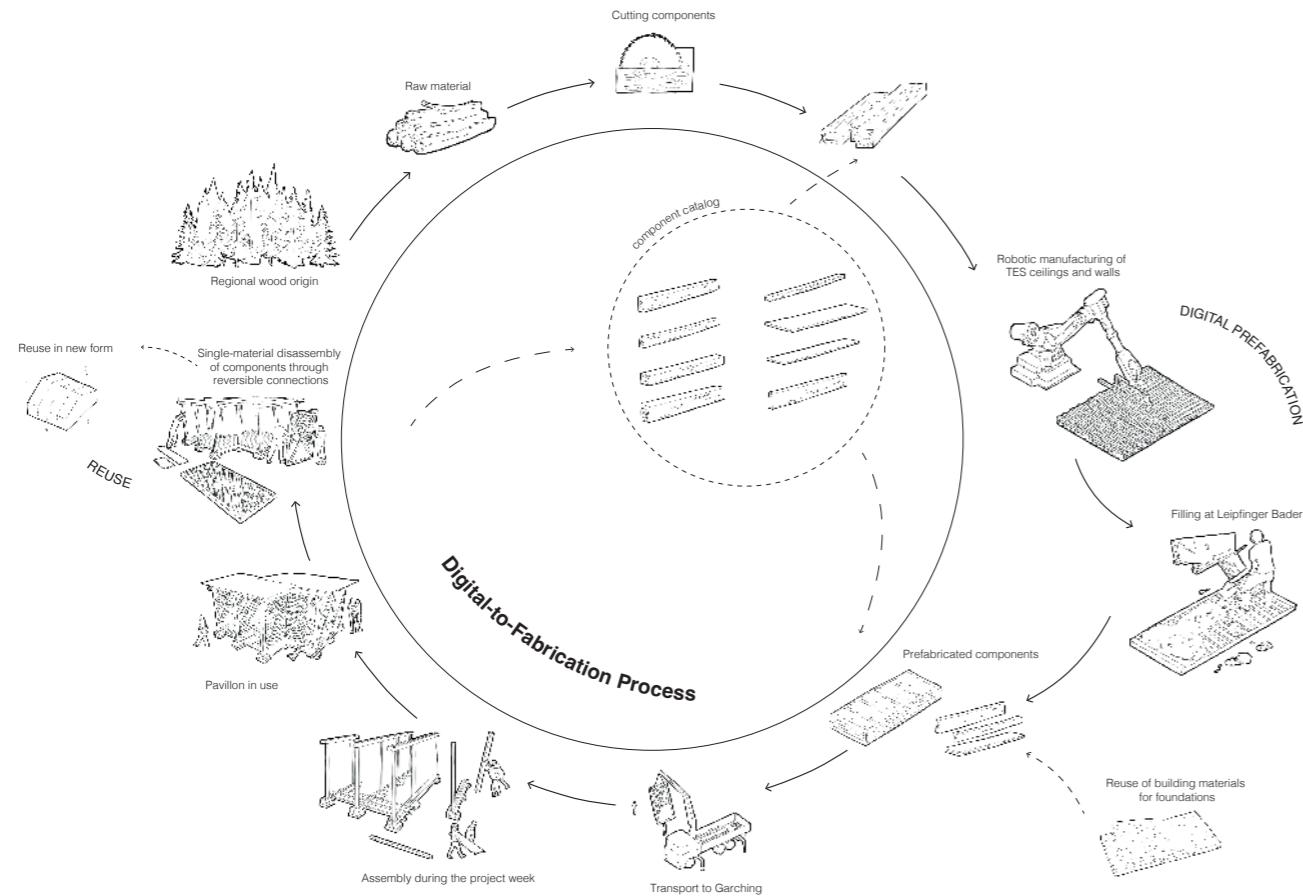 Cutting components
Raw material
Regional wood origin
component catalog
Robotic manufacturing of
TES ceilings and walls
DIGITAL PREFABRICATION
Reuse in new form
Single-material disassembly
of components through
reversible connections
REUSE
Filling at Leipfinger Bader
Digital-to-Fabrication Process
Prefabricated components
Pavillon in use
Reuse of building materials
for foundations
Assembly during the project week
Transport to Garching